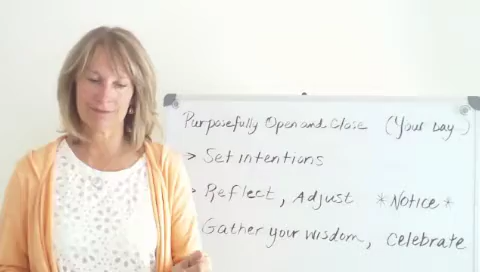 Purposefully Open and Close (Your Day)
> Set intentions
> Reflect, Adjust *Notice*
Gather your wisdom, celebrate